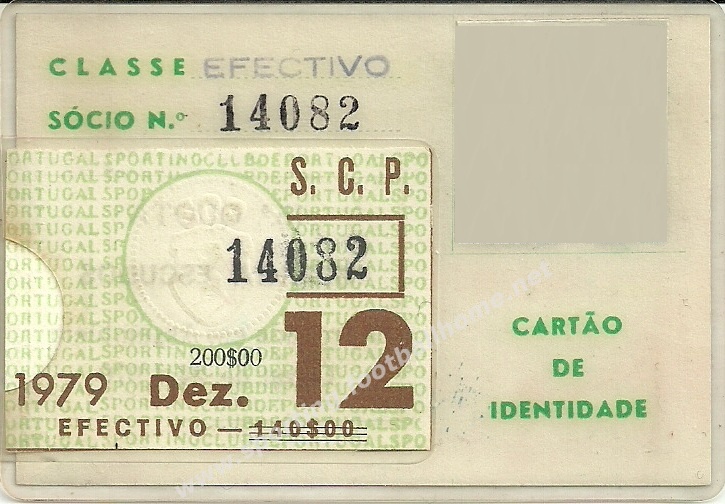 CLASSE EFECTIVO
SÓCIO N.º 14082
S. C. P.
14082
12
200$00
1979 Dez.
EFECTIVO — 140$00
CARTÃO
DE
IDENTIDADE